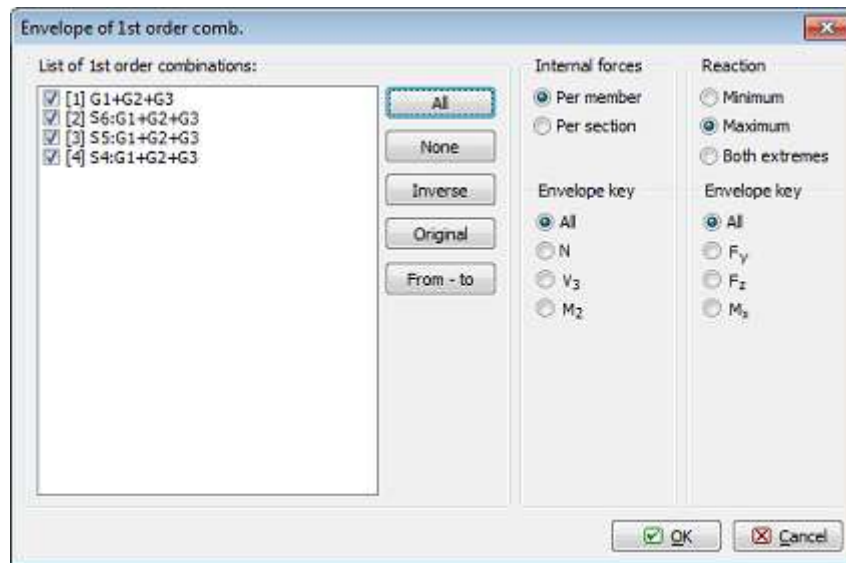 Envelope of 1st order comb.
List of 1st order combinations:
[1] G1+G2+G3
[2] S6:G1+G2+G3
[3] S5:G1+G2+G3
[4] S4:G1+G2+G3
All
None
Inverse
Original
From - to
Internal forces
Per member
Per section
Envelope key
All
N
V3
M2
Reaction
Minimum
Maximum
Both extremes
Envelope key
All
Fy
Fz
Mx
OK
Cancel